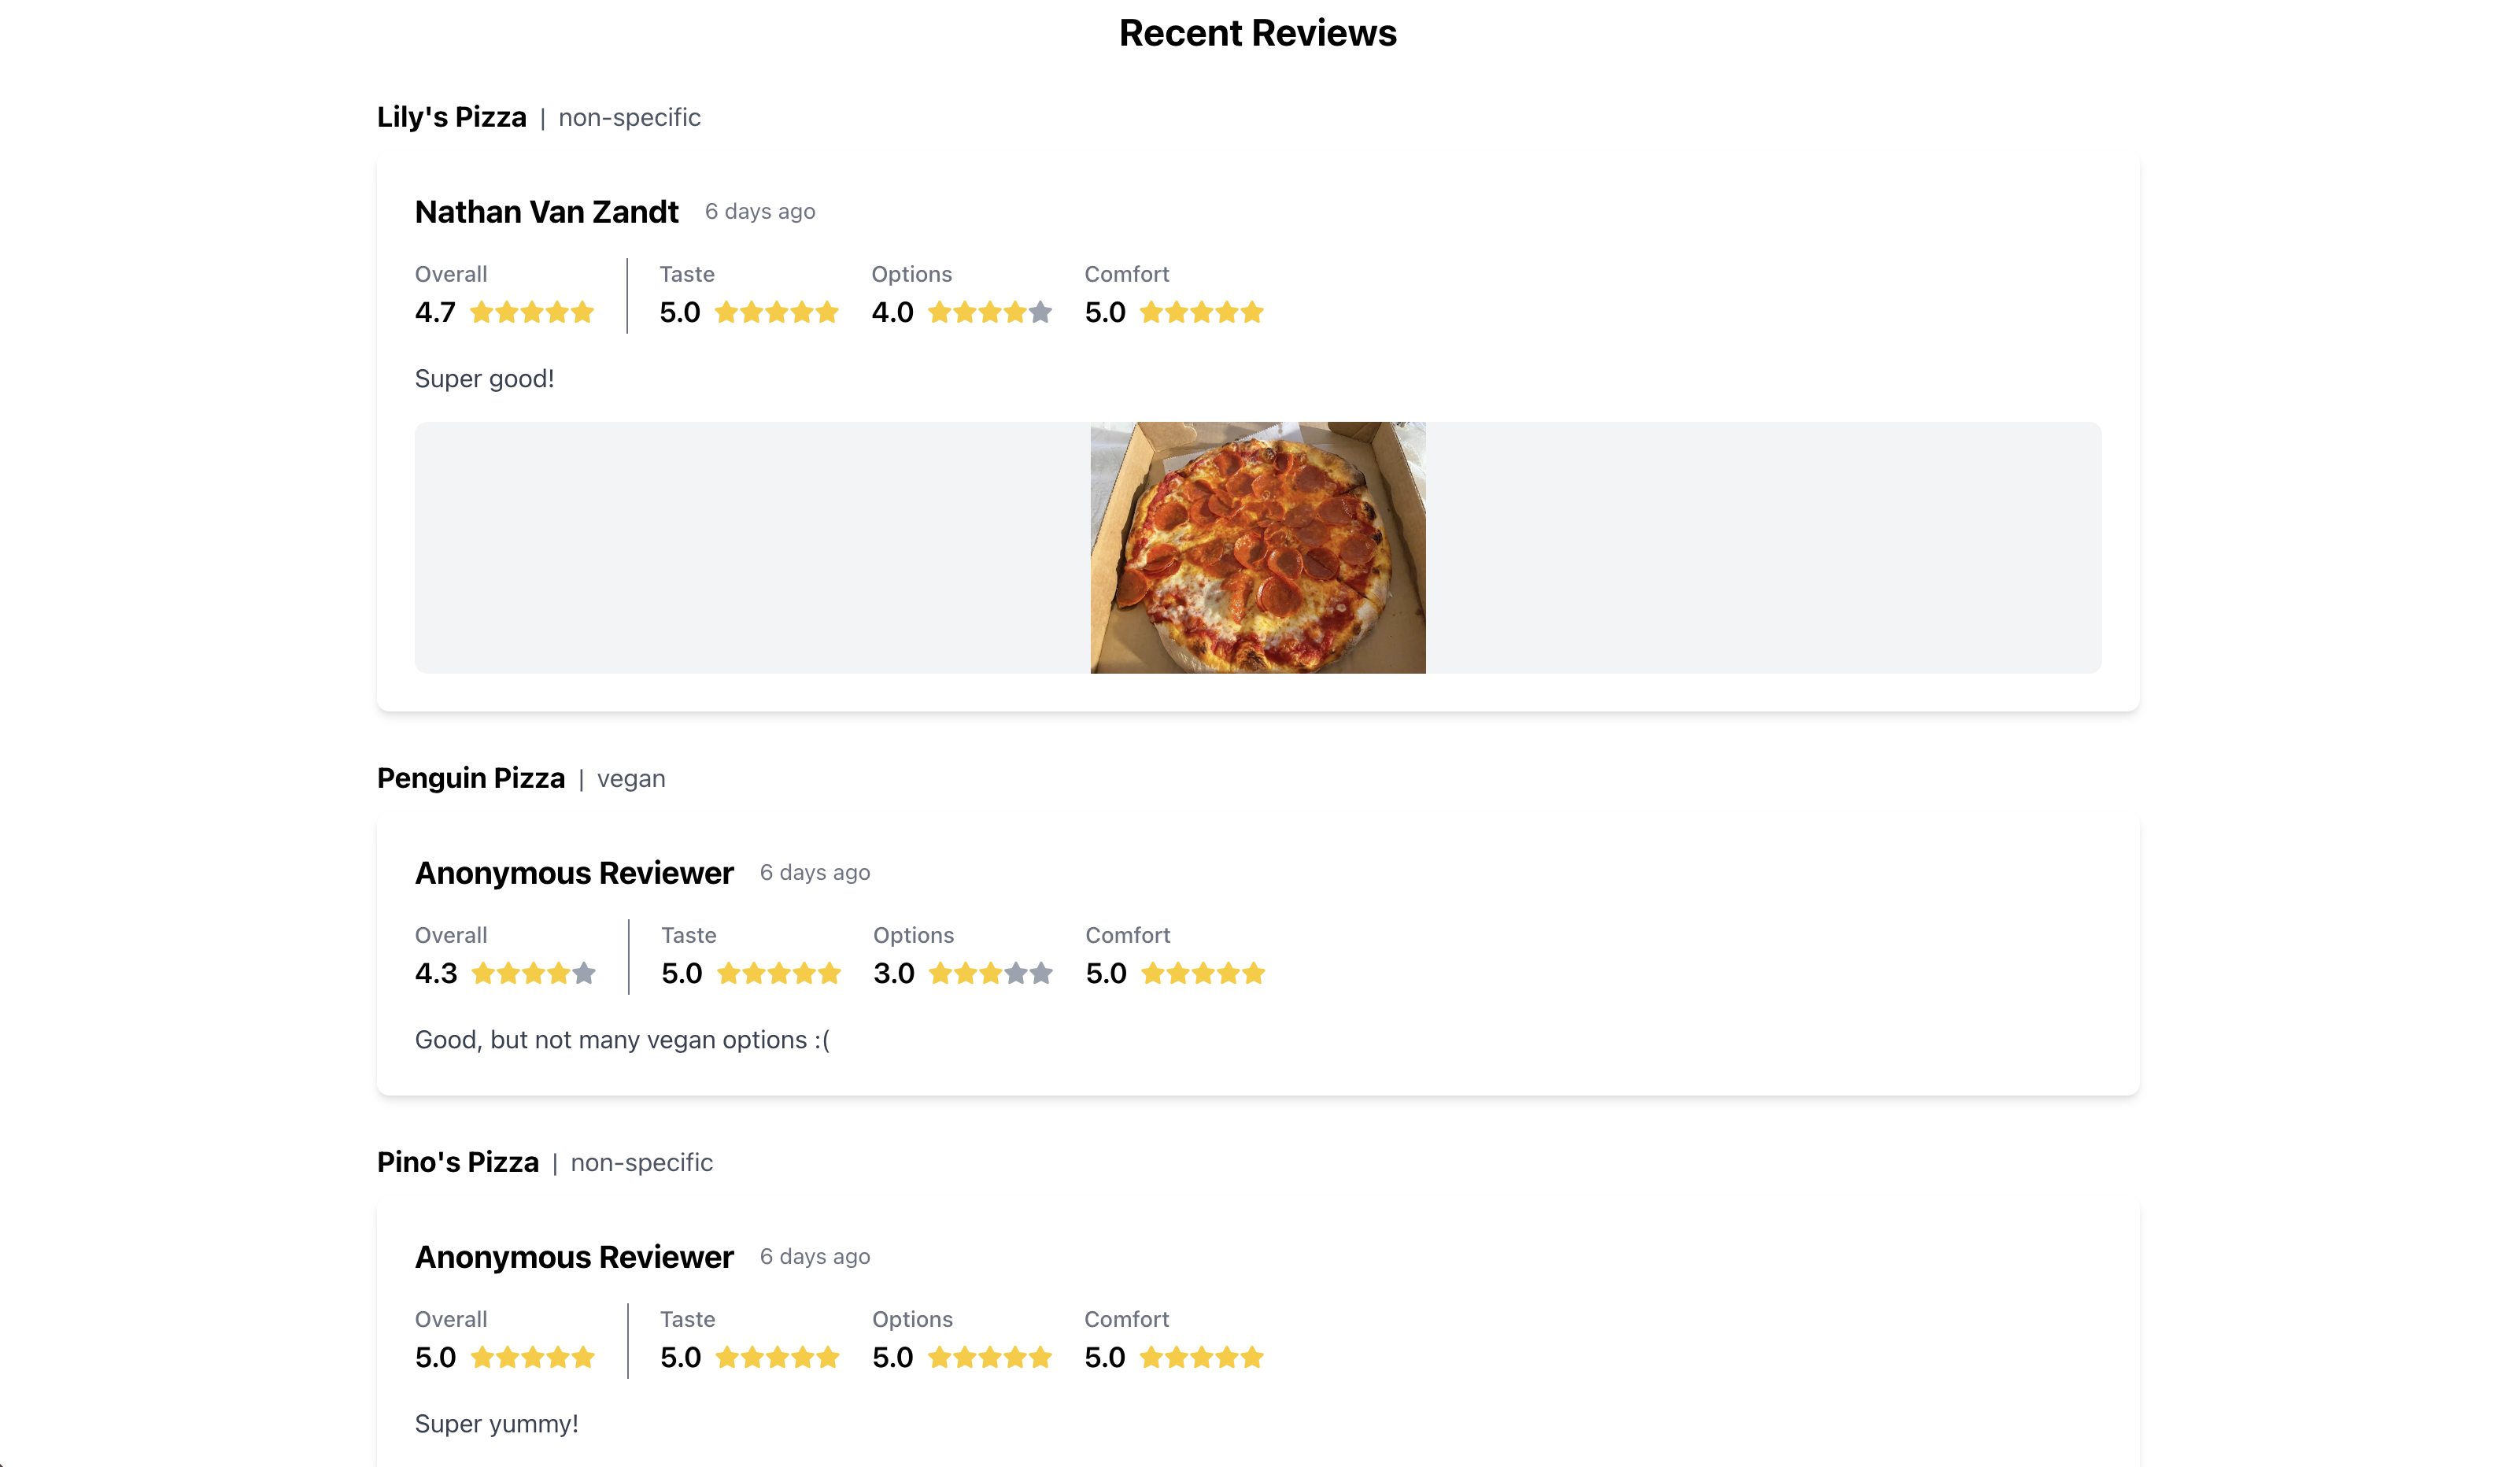 Recent Reviews
Lily's Pizza | non-specific
Nathan Van Zandt 6 days ago
Overall Taste Options Comfort
4.7 5.0 4.0 5.0
Super good!
Penguin Pizza | vegan
Anonymous Reviewer 6 days ago
Overall Taste Options Comfort
4.3 5.0 3.0 5.0
Good, but not many vegan options :(
Pino's Pizza | non-specific
Anonymous Reviewer 6 days ago
Overall Taste Options Comfort
5.0 5.0 5.0 5.0
Super yummy!